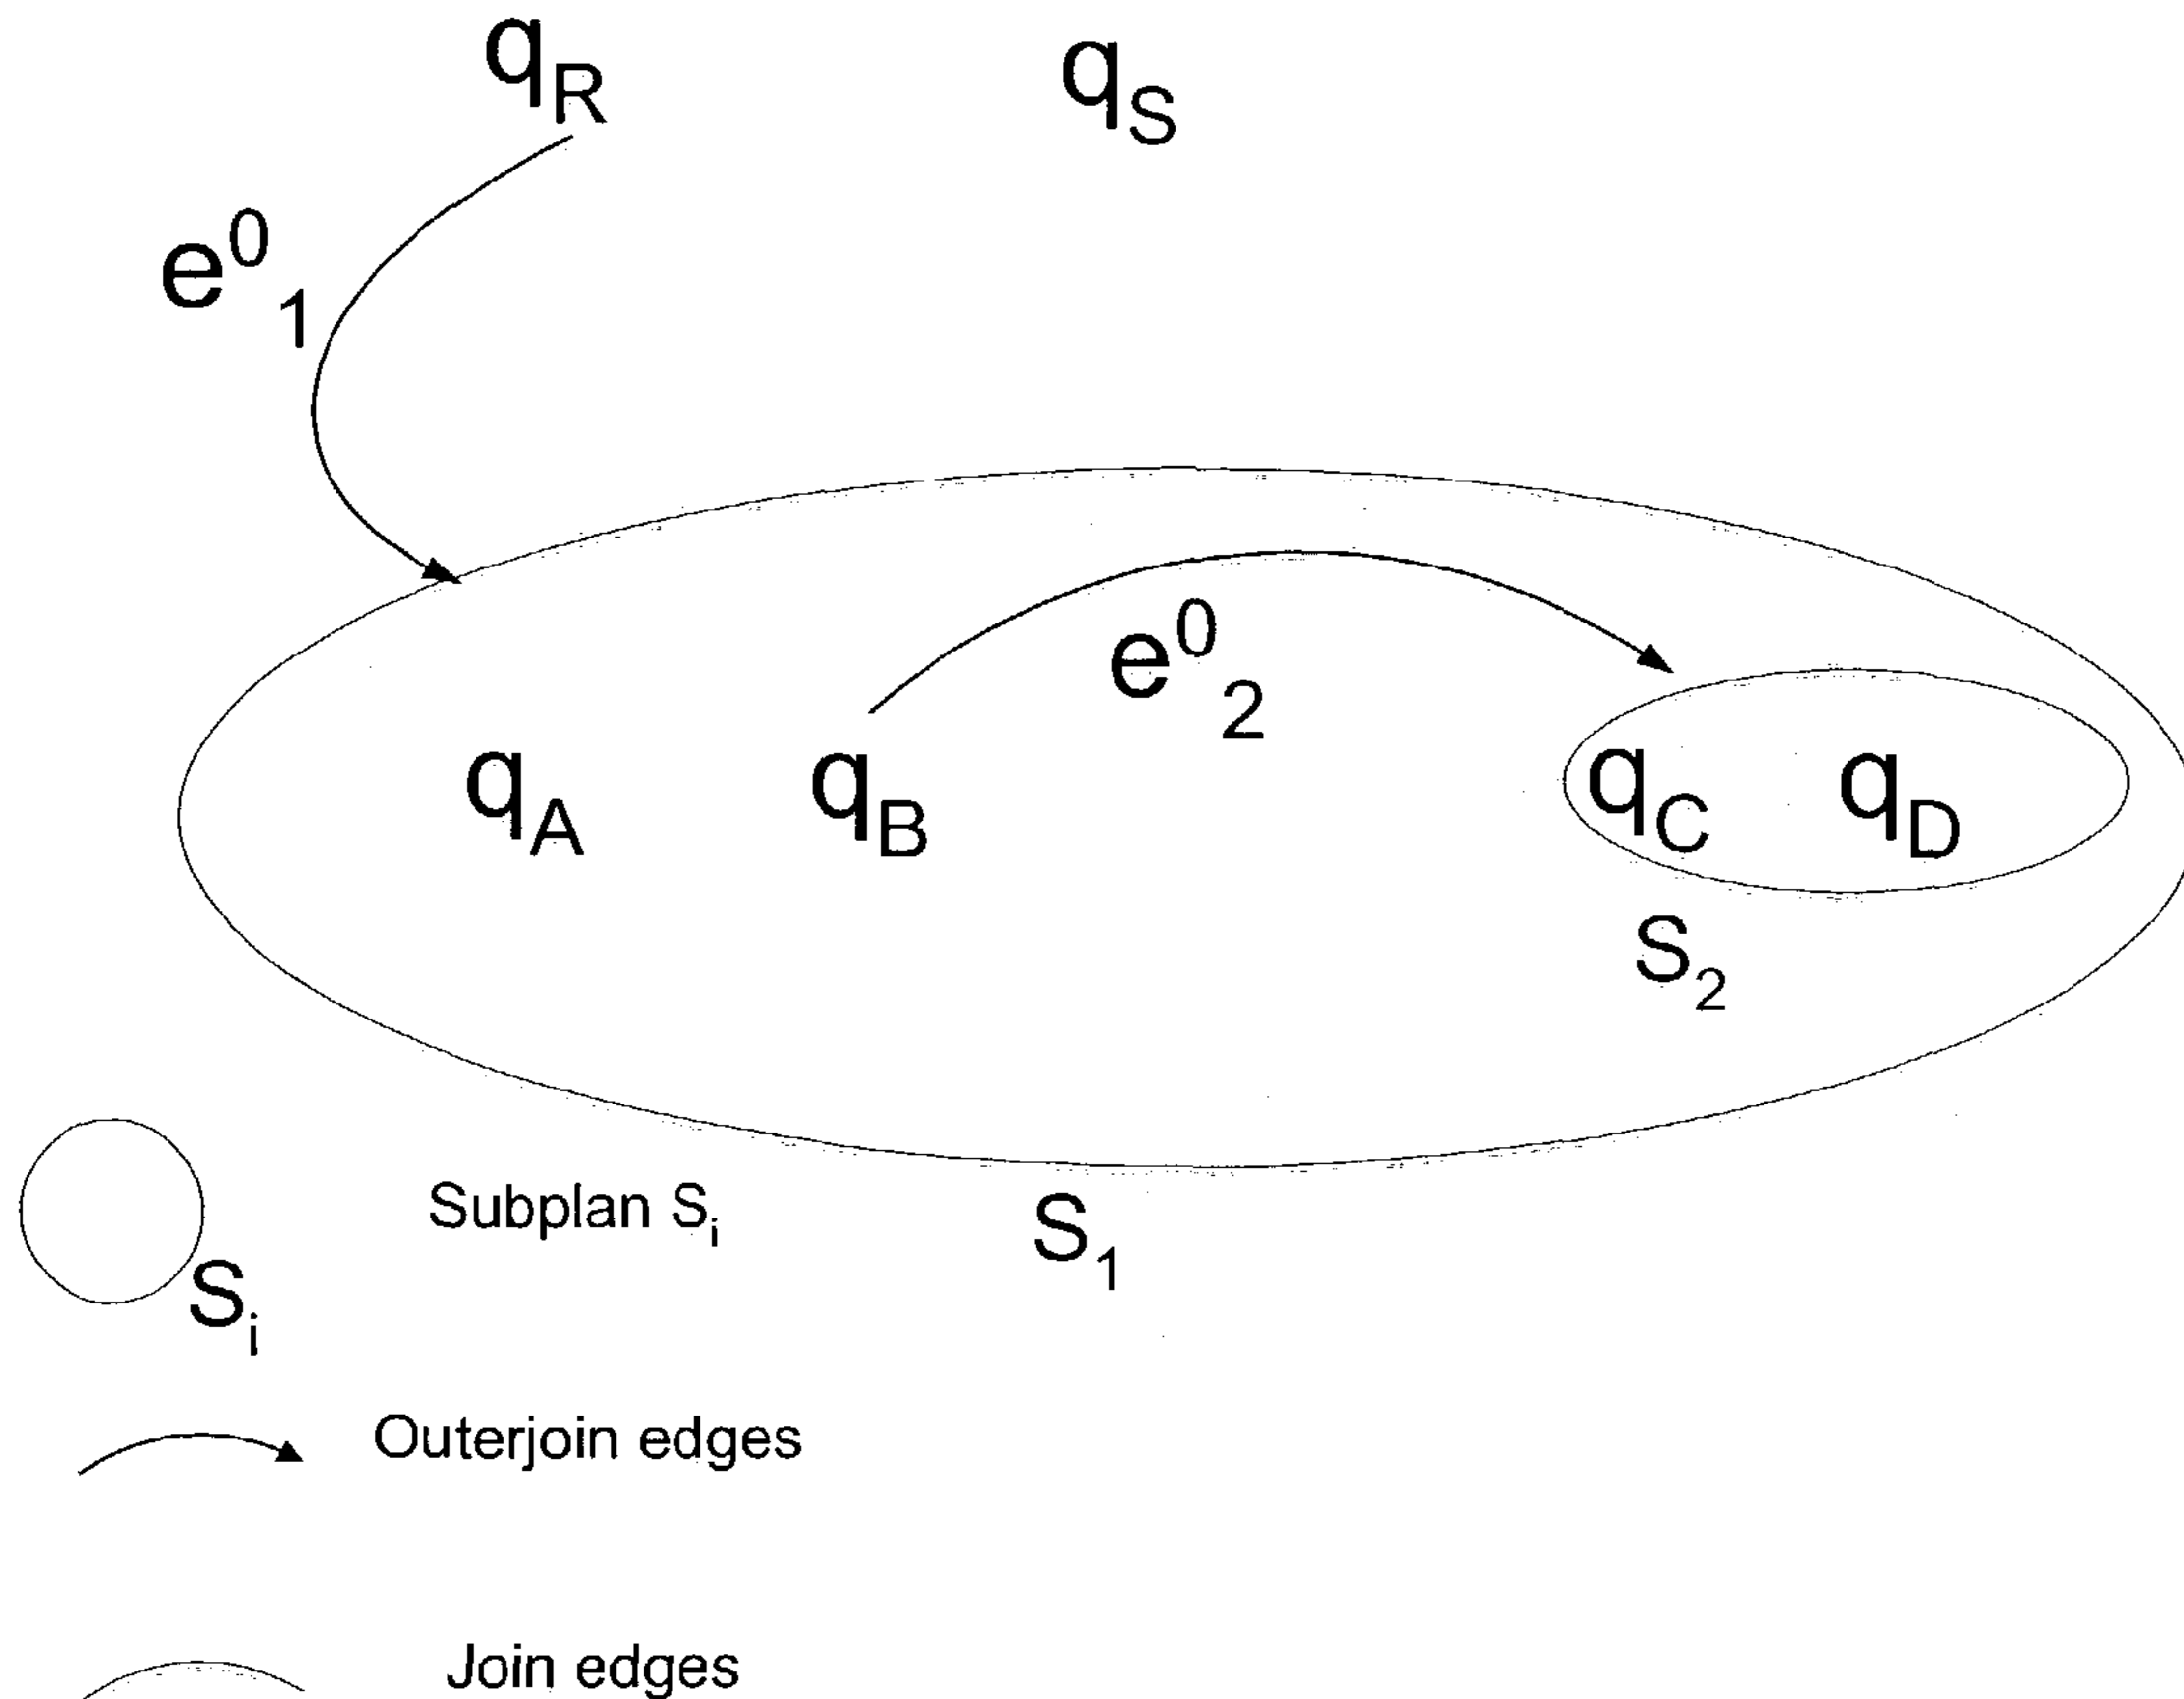 q_R q_S
e^0_1
e^0_2
q_A q_B q_C q_D
S_2
S_1
Subplan S_i
S_i
Outerjoin edges
Join edges